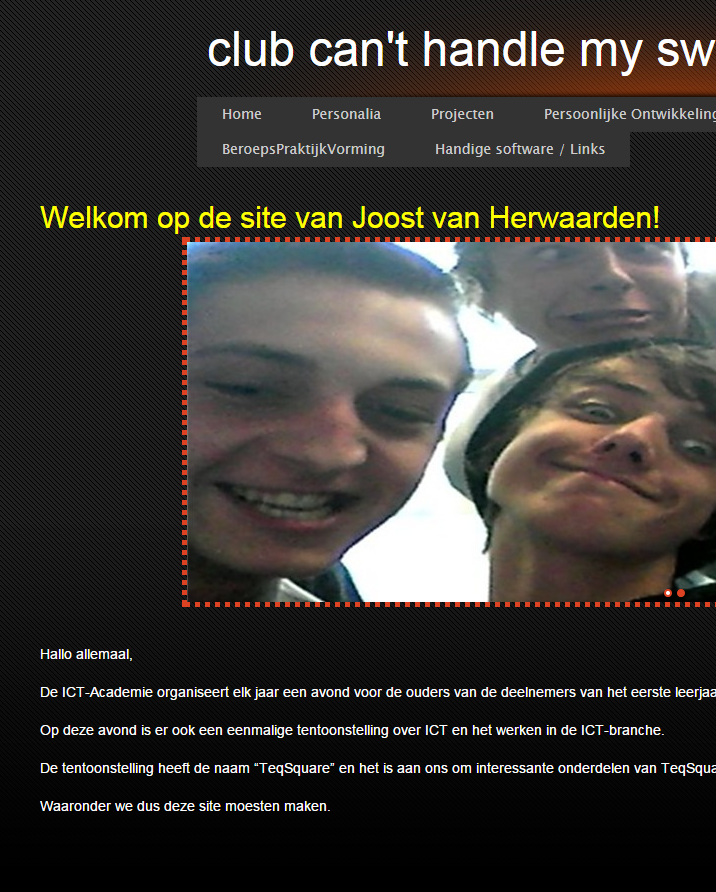 club can't handle my sw
Home Personalia Projecten Persoonlijke Ontwikkeling
BeroepsPraktijkVorming Handige software / Links
Welkom op de site van Joost van Herwaarden!
Hallo allemaal,
De ICT-Academie organiseert elk jaar een avond voor de ouders van de deelnemers van het eerste leerjaa
Op deze avond is er ook een eenmalige tentoonstelling over ICT en het werken in de ICT-branche.
De tentoonstelling heeft de naam “TeqSquare” en het is aan ons om interessante onderdelen van TeqSqua
Waaronder we dus deze site moesten maken.